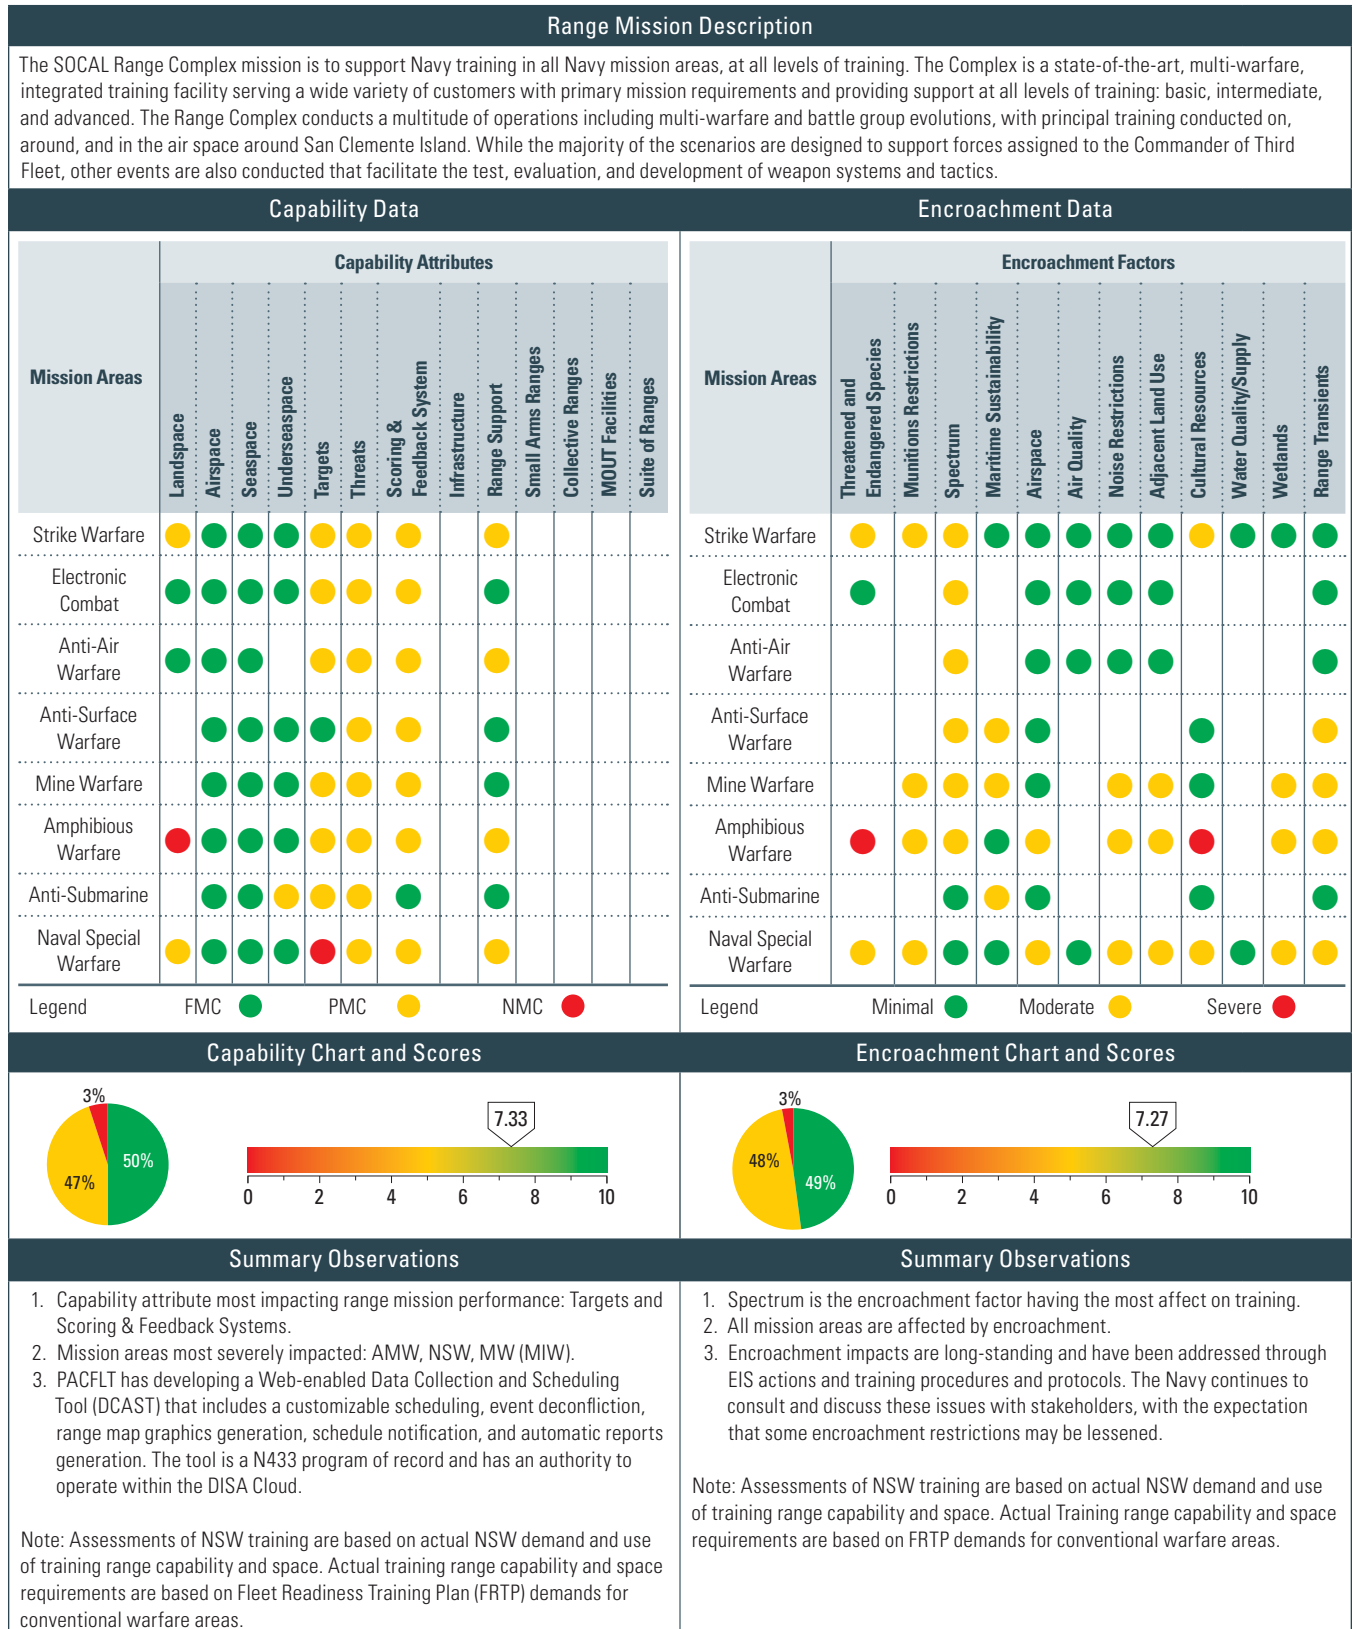 Range Mission Description
The SOCAL Range Complex mission is to support Navy training in all Navy mission areas, at all levels of training. The Complex is a state-of-the-art, multi-warfare,
integrated training facility serving a wide variety of customers with primary mission requirements and providing support at all levels of training: basic, intermediate,
and advanced. The Range Complex conducts a multitude of operations including multi-warfare and battle group evolutions, with principal training conducted on,
around, and in the air space around San Clemente Island. While the majority of the scenarios are designed to support forces assigned to the Commander of Third
Fleet, other events are also conducted that facilitate the test, evaluation, and development of weapon systems and tactics.
Capability Data
Mission Areas
Capability Attributes
Landspace
Airspace
Seaspace
Underseaspace
Targets
Threats
Scoring &
Feedback System
Infrastructure
Range Support
Small Arms Ranges
Collective Ranges
MOUT Facilities
Suite of Ranges
Strike Warfare
Electronic
Combat
Anti-Air
Warfare
Anti-Surface
Warfare
Mine Warfare
Amphibious
Warfare
Anti-Submarine
Naval Special
Warfare
Legend FMC PMC NMC
Encroachment Data
Mission Areas
Encroachment Factors
Threatened and
Endangered Species
Munitions Restrictions
Spectrum
Maritime Sustainability
Airspace
Air Quality
Noise Restrictions
Adjacent Land Use
Cultural Resources
Water Quality/Supply
Wetlands
Range Transients
Strike Warfare
Electronic
Combat
Anti-Air
Warfare
Anti-Surface
Warfare
Mine Warfare
Amphibious
Warfare
Anti-Submarine
Naval Special
Warfare
Legend Minimal Moderate Severe
Capability Chart and Scores
3%
50%
47%
7.33
0 2 4 6 8 10
Encroachment Chart and Scores
3%
48%
49%
7.27
0 2 4 6 8 10
Summary Observations
1. Capability attribute most impacting range mission performance: Targets and
Scoring & Feedback Systems.
2. Mission areas most severely impacted: AMW, NSW, MW (MIW).
3. PACFLT has developing a Web-enabled Data Collection and Scheduling
Tool (DCAST) that includes a customizable scheduling, event deconfliction,
range map graphics generation, schedule notification, and automatic reports
generation. The tool is a N433 program of record and has an authority to
operate within the DISA Cloud.
Note: Assessments of NSW training are based on actual NSW demand and use
of training range capability and space. Actual training range capability and space
requirements are based on Fleet Readiness Training Plan (FRTP) demands for
conventional warfare areas.
Summary Observations
1. Spectrum is the encroachment factor having the most affect on training.
2. All mission areas are affected by encroachment.
3. Encroachment impacts are long-standing and have been addressed through
EIS actions and training procedures and protocols. The Navy continues to
consult and discuss these issues with stakeholders, with the expectation
that some encroachment restrictions may be lessened.
Note: Assessments of NSW training are based on actual NSW demand and use
of training range capability and space. Actual Training range capability and space
requirements are based on FRTP demands for conventional warfare areas.